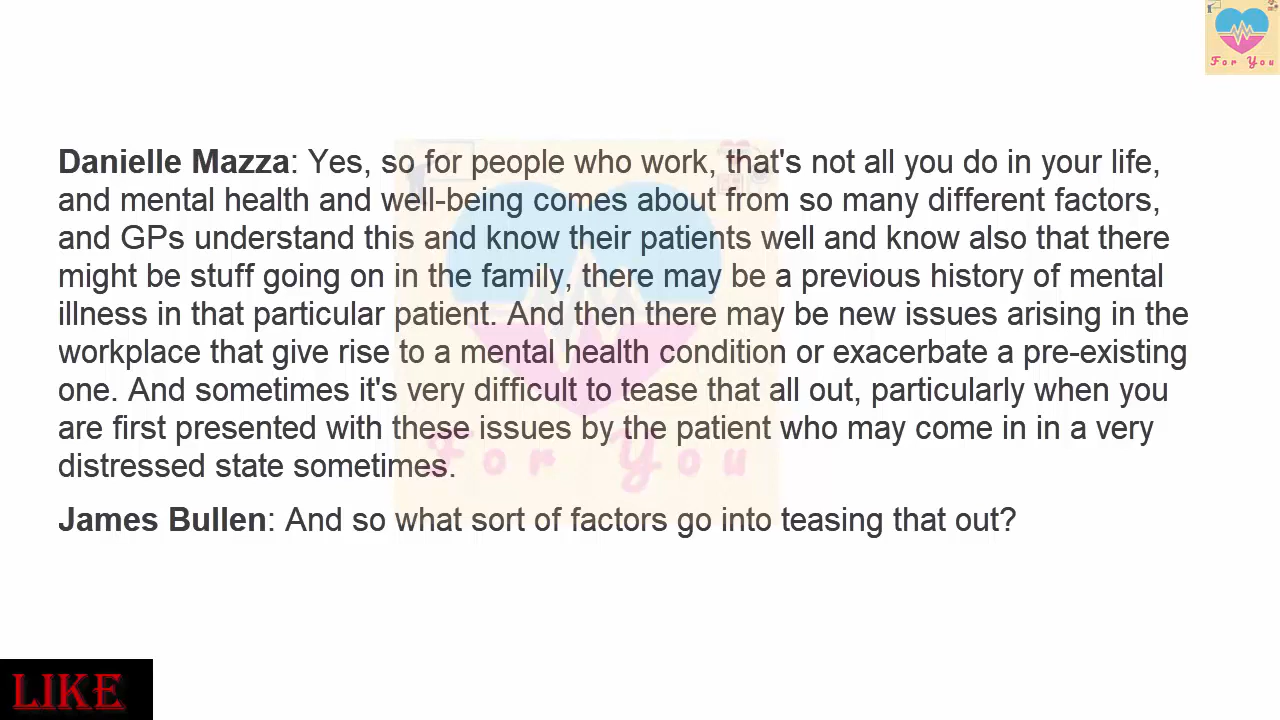 For You
Danielle Mazza: Yes, so for people who work, that's not all you do in your life,
and mental health and well-being comes about from so many different factors,
and GPs understand this and know their patients well and know also that there
might be stuff going on in the family, there may be a previous history of mental
illness in that particular patient. And then there may be new issues arising in the
workplace that give rise to a mental health condition or exacerbate a pre-existing
one. And sometimes it's very difficult to tease that all out, particularly when you
are first presented with these issues by the patient who may come in in a very
distressed state sometimes.
For You
James Bullen: And so what sort of factors go into teasing that out?
LIKE